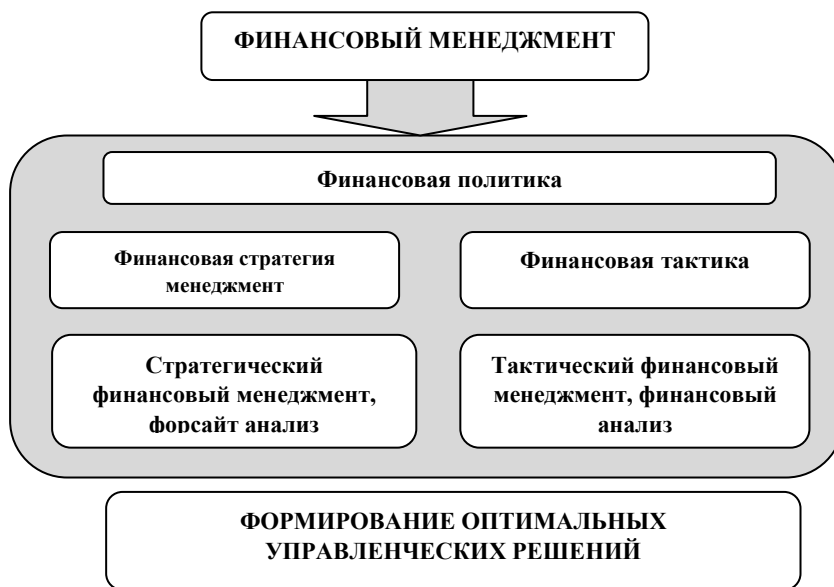 ФИНАНСОВЫЙ МЕНЕДЖМЕНТ
Финансовая политика
Финансовая стратегия
менеджмент
Финансовая тактика
Стратегический
финансовый менеджмент,
форсайт анализ
Тактический финансовый
менеджмент, финансовый
анализ
ФОРМИРОВАНИЕ ОПТИМАЛЬНЫХ
УПРАВЛЕНЧЕСКИХ РЕШЕНИЙ